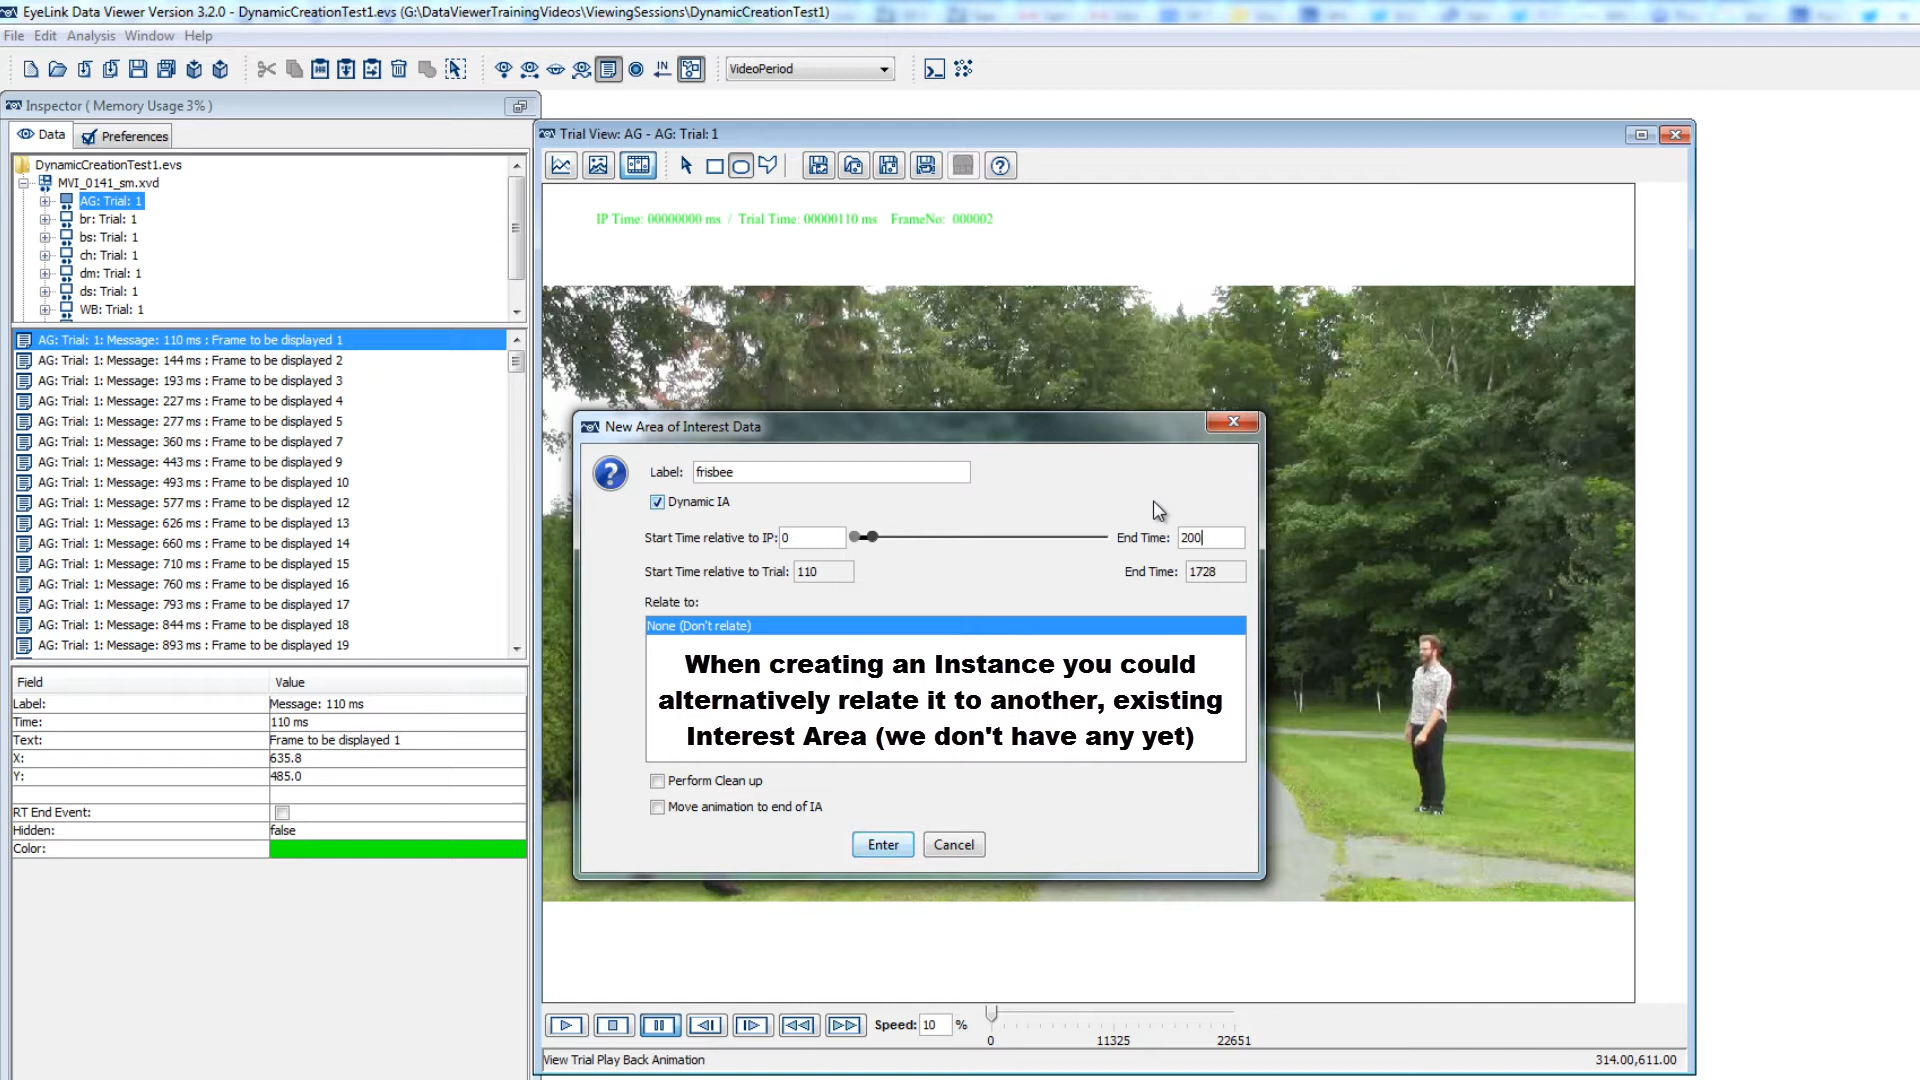 EyeLink Data Viewer Version 3.2.0 - DynamicCreationTest1.evs (G:\DataViewerTrainingVideos\ViewingSessions\DynamicCreationTest1)
File Edit Analysis Window Help
IN
VideoPeriod
Inspector ( Memory Usage 3% )
Data Preferences
DynamicCreationTest1.evs
MVI_0141_sm.xvd
AG: Trial: 1
br: Trial: 1
bs: Trial: 1
ch: Trial: 1
dm: Trial: 1
ds: Trial: 1
WB: Trial: 1
AG: Trial: 1: Message: 110 ms : Frame to be displayed 1
AG: Trial: 1: Message: 144 ms : Frame to be displayed 2
AG: Trial: 1: Message: 193 ms : Frame to be displayed 3
AG: Trial: 1: Message: 227 ms : Frame to be displayed 4
AG: Trial: 1: Message: 277 ms : Frame to be displayed 5
AG: Trial: 1: Message: 360 ms : Frame to be displayed 7
AG: Trial: 1: Message: 443 ms : Frame to be displayed 9
AG: Trial: 1: Message: 493 ms : Frame to be displayed 10
AG: Trial: 1: Message: 577 ms : Frame to be displayed 12
AG: Trial: 1: Message: 626 ms : Frame to be displayed 13
AG: Trial: 1: Message: 660 ms : Frame to be displayed 14
AG: Trial: 1: Message: 710 ms : Frame to be displayed 15
AG: Trial: 1: Message: 760 ms : Frame to be displayed 16
AG: Trial: 1: Message: 793 ms : Frame to be displayed 17
AG: Trial: 1: Message: 844 ms : Frame to be displayed 18
AG: Trial: 1: Message: 893 ms : Frame to be displayed 19
Field Value
Label: Message: 110 ms
Time: 110 ms
Text: Frame to be displayed 1
X: 635.8
Y: 485.0
RT End Event:
Hidden: false
Color:
Trial View: AG - AG: Trial: 1
IP Time: 00000000 ms / Trial Time: 00000110 ms FrameNo: 000002
New Area of Interest Data
Label: frisbee
Dynamic IA
Start Time relative to IP: 0 End Time: 200
Start Time relative to Trial: 110 End Time: 1728
Relate to:
None (Don't relate)
When creating an Instance you could
alternatively relate it to another, existing
Interest Area (we don't have any yet)
Perform Clean up
Move animation to end of IA
Enter Cancel
Speed: 10 %
0 11325 22651
View Trial Play Back Animation 314.00,611.00